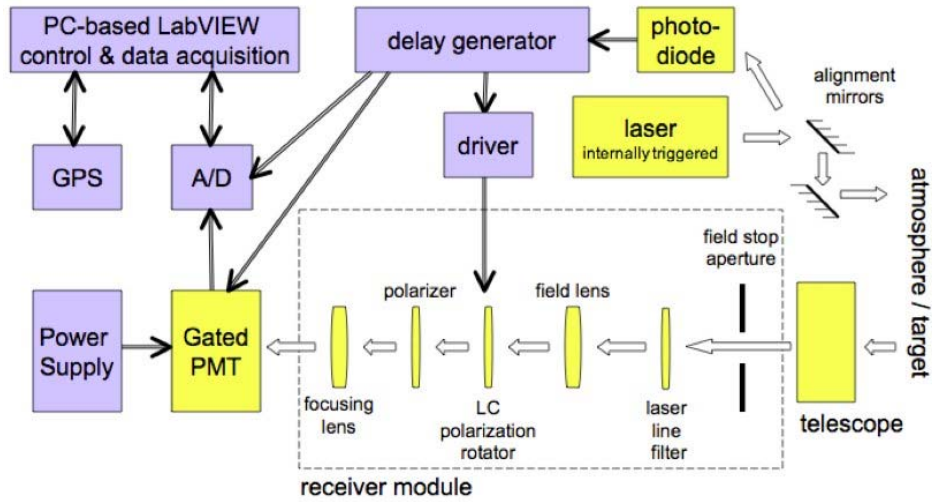 PC-based LabVIEW
control & data acquisition
delay generator
photo-
diode
alignment
mirrors
laser
internally triggered
GPS
A/D
driver
atmosphere / target
field stop
aperture
polarizer
field lens
Power
Supply
Gated
PMT
focusing
lens
LC
polarization
rotator
laser
line
filter
telescope
receiver module